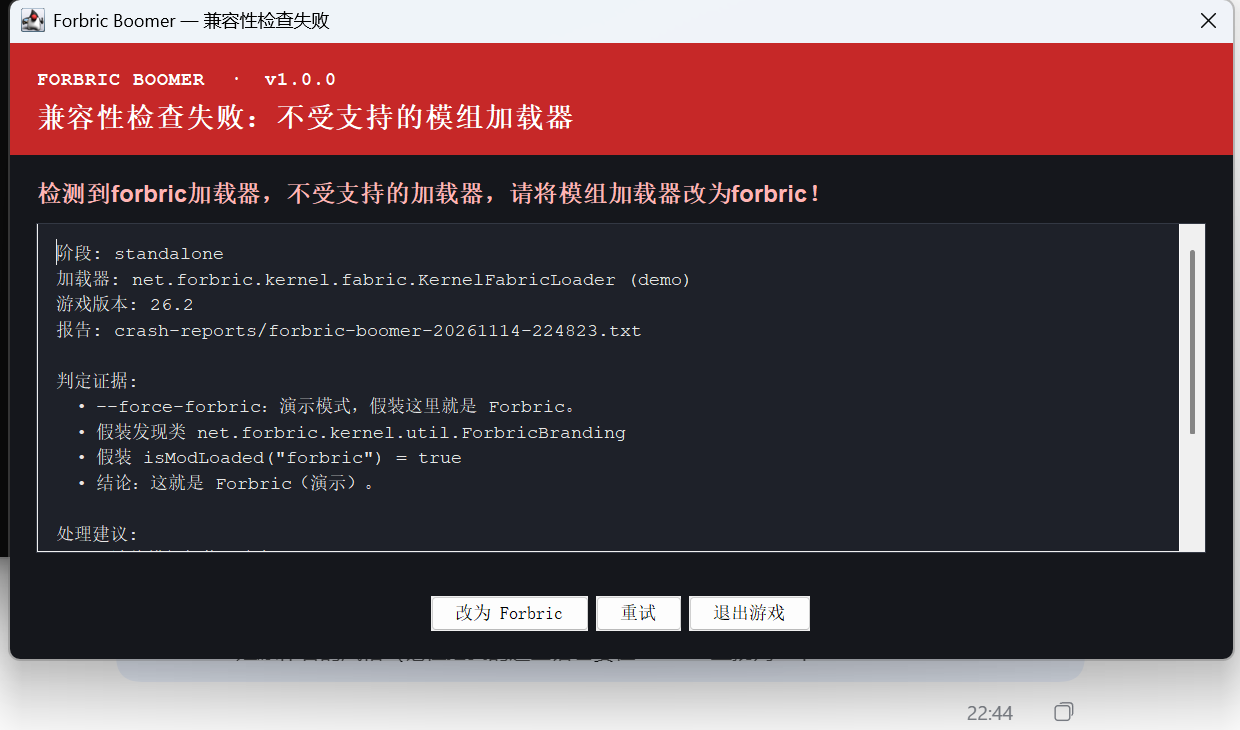 Forbric Boomer — 兼容性检查失败
FORBRIC BOOMER · v1.0.0
兼容性检查失败：不受支持的模组加载器
检测到forbric加载器，不受支持的加载器，请将模组加载器改为forbric！
阶段: standalone
加载器: net.forbric.kernel.fabric.KernelFabricLoader (demo)
游戏版本: 26.2
报告: crash-reports/forbric-boomer-20261114-224823.txt
判定证据:
• --force-forbric：演示模式，假装这里就是 Forbric。
• 假装发现类 net.forbric.kernel.util.ForbricBranding
• 假装 isModLoaded("forbric") = true
• 结论：这就是 Forbric（演示）。
处理建议:
改为 Forbric
重试
退出游戏
22:44